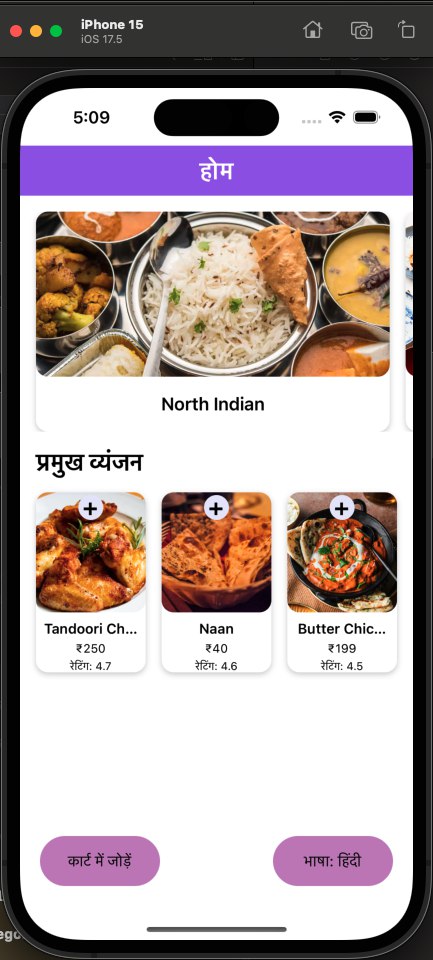 iPhone 15
iOS 17.5
5:09
होम
North Indian
प्रमुख व्यंजन
Tandoori Ch...
₹250
रेटिंग: 4.7
Naan
₹40
रेटिंग: 4.6
Butter Chic...
₹199
रेटिंग: 4.5
कार्ट में जोड़ें
भाषा: हिंदी